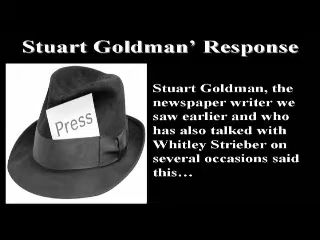 Stuart Goldman’ Response
Press
Stuart Goldman, the
newspaper writer we
saw earlier and who
has also talked with
Whitley Strieber on
several occasions said
this...